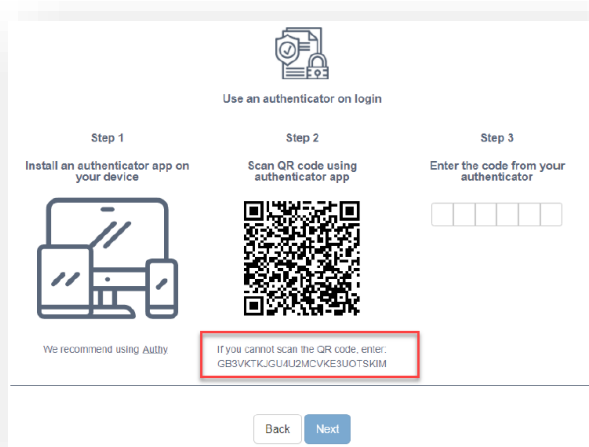 Use an authenticator on login
Step 1
Install an authenticator app on
your device
We recommend using Authy
Step 2
Scan QR code using
authenticator app
If you cannot scan the QR code, enter:
GB3VKTKJGU4U2MCVKE3UOTSKIM
Step 3
Enter the code from your
authenticator
Back
Next